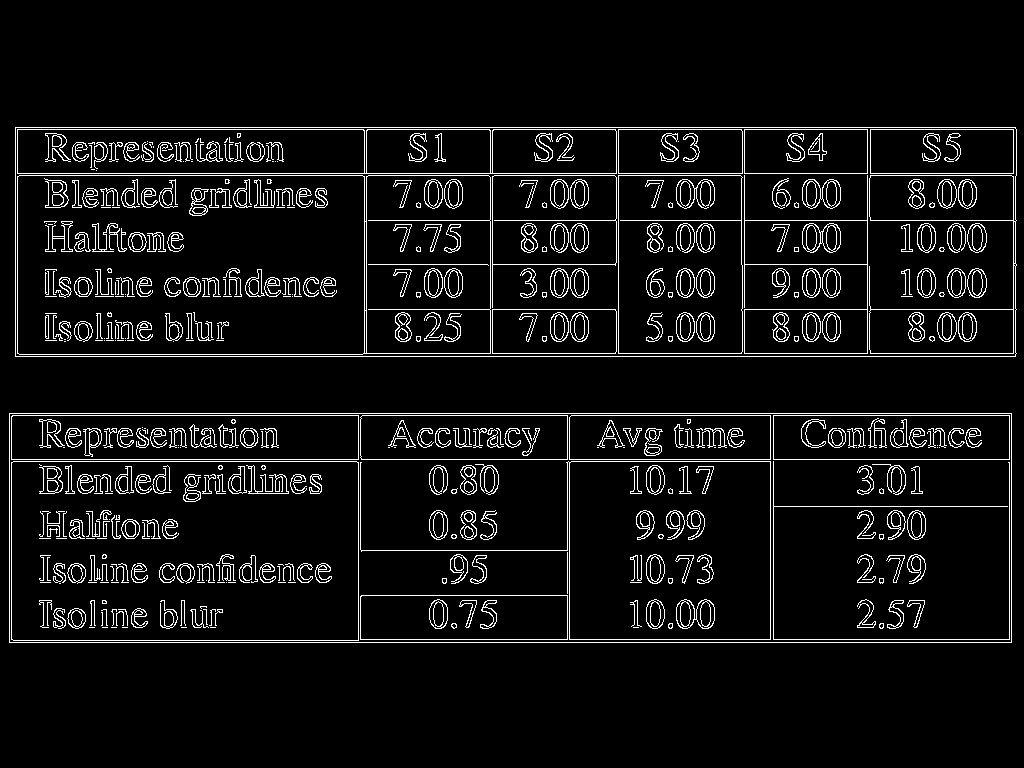 Representation S1 S2 S3 S4 S5
Blended gridlines 7.00 7.00 7.00 6.00 8.00
Halftone 7.75 8.00 8.00 7.00 10.00
Isoline confidence 7.00 3.00 6.00 9.00 10.00
Isoline blur 8.25 7.00 5.00 8.00 8.00
Representation Accuracy Avg time Confidence
Blended gridlines 0.80 10.17 3.01
Halftone 0.85 9.99 2.90
Isoline confidence .95 10.73 2.79
Isoline blur 0.75 10.00 2.57